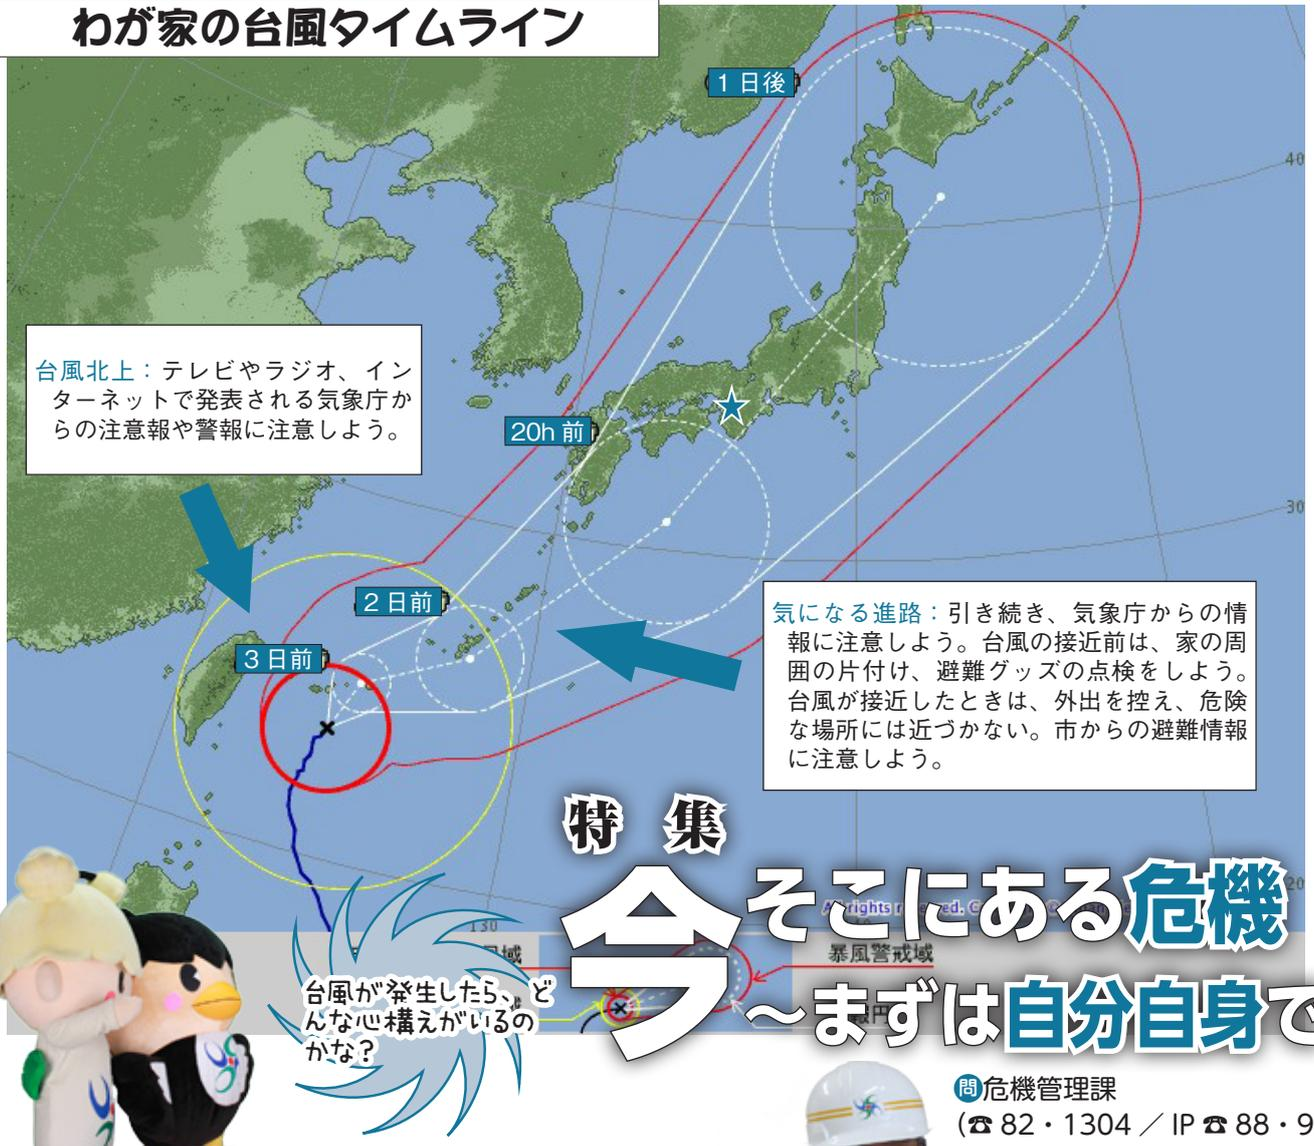 わが家の台風タイムライン
1 日後
40
台風北上：テレビやラジオ、イン
ターネットで発表される気象庁か
らの注意報や警報に注意しよう。
20h 前
30
2 日前
3 日前
気になる進路：引き続き、気象庁からの情
報に注意しよう。台風の接近前は、家の周
囲の片付け、避難グッズの点検をしよう。
台風が接近したときは、外出を控え、危険
な場所には近づかない。市からの避難情報
に注意しよう。
特 集
今そこにある危機
～まずは自分自身で
130
暴風警戒域
台風が発生したら、ど
んな心構えがいるの
かな？
問危機管理課
(☎ 82・1304 ／ IP ☎ 88・9